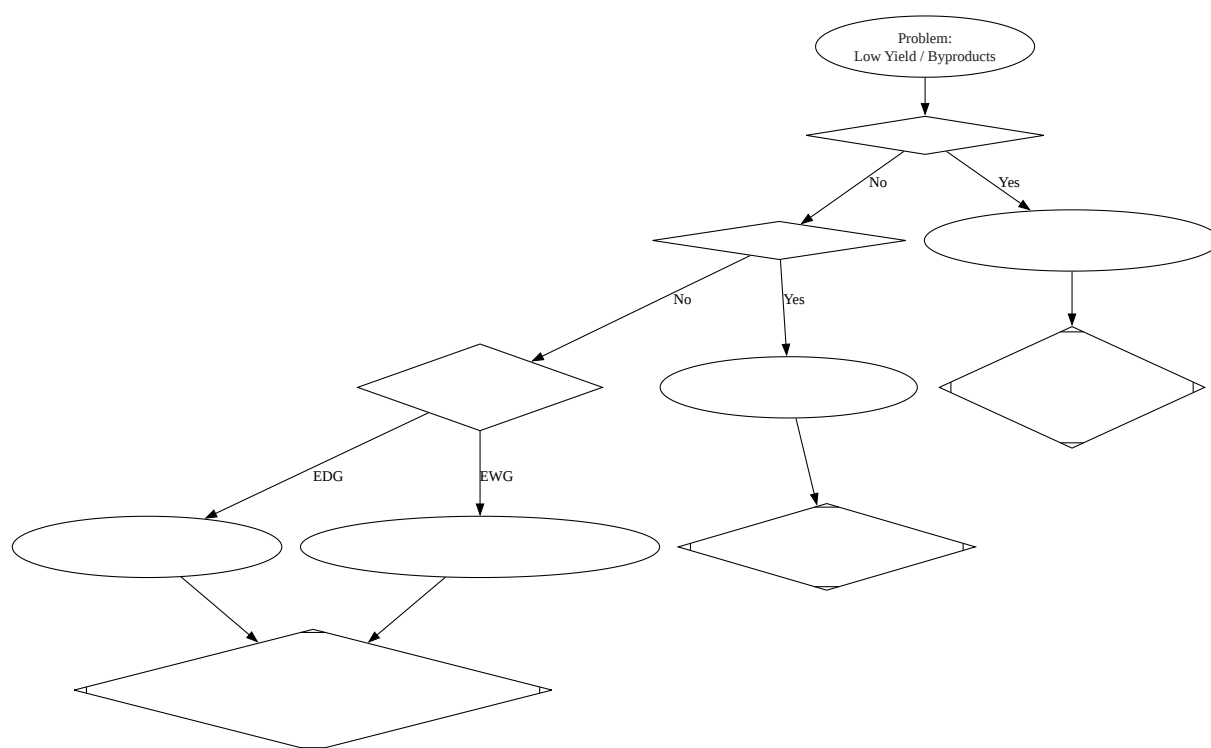 Problem:
Low Yield / Byproducts
No
Yes
No
Yes
EDG
EWG